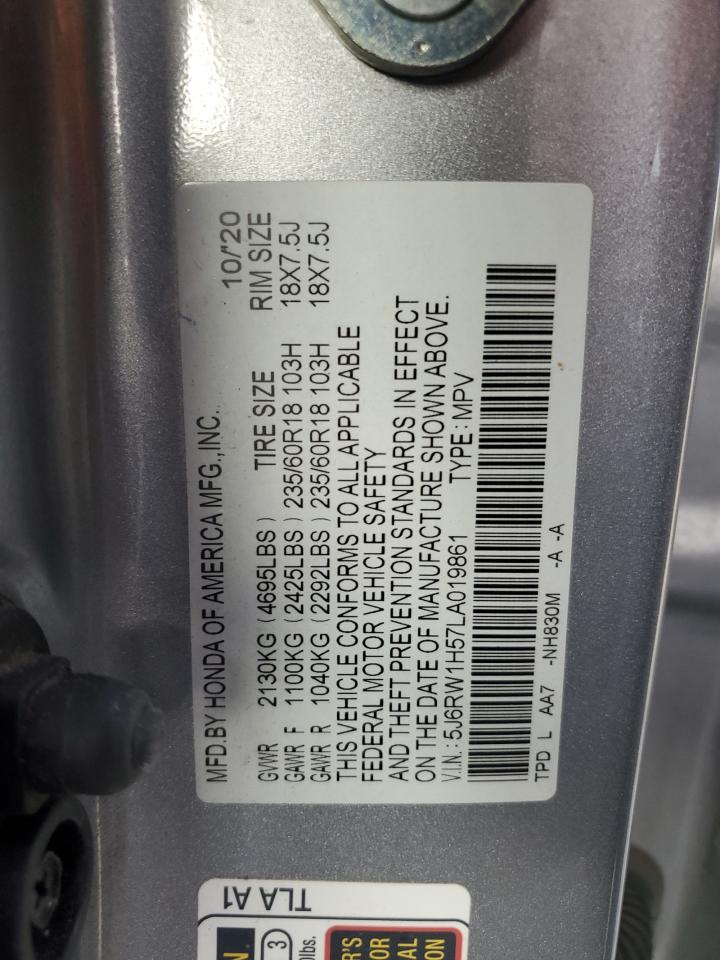 MFD.BY HONDA OF AMERICA MFG.,INC. 10/'20
GVWR 2130KG (4695LBS) TIRE SIZE RIM SIZE
GAWR F 1100KG (2425LBS) 235/60R18 103H 18X7.5J
GAWR R 1040KG (2292LBS) 235/60R18 103H 18X7.5J
THIS VEHICLE CONFORMS TO ALL APPLICABLE
FEDERAL MOTOR VEHICLE SAFETY
AND THEFT PREVENTION STANDARDS IN EFFECT
ON THE DATE OF MANUFACTURE SHOWN ABOVE.
V.I.N.: 5J6RW1H57LA019861 TYPE: MPV
TPD L AA7 -NH830M -A -A
TLA A1
3
lbs.